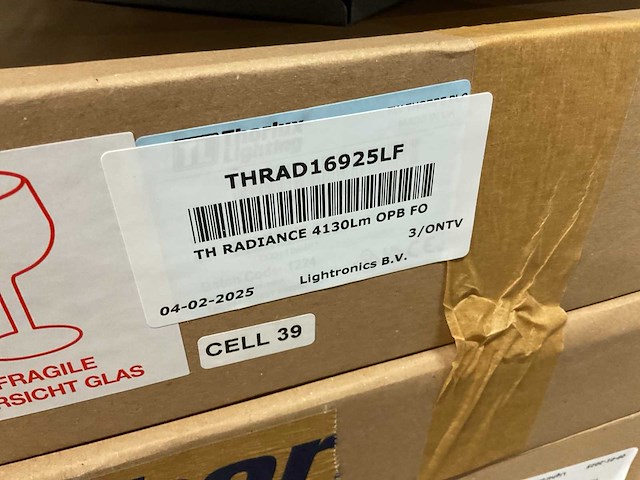 THRAD16925LF
TH RADIANCE 4130Lm OPB FO
3/ONTV
Lightronics B.V.
04-02-2025
CELL 39
FRAGILE
RSICHT GLAS